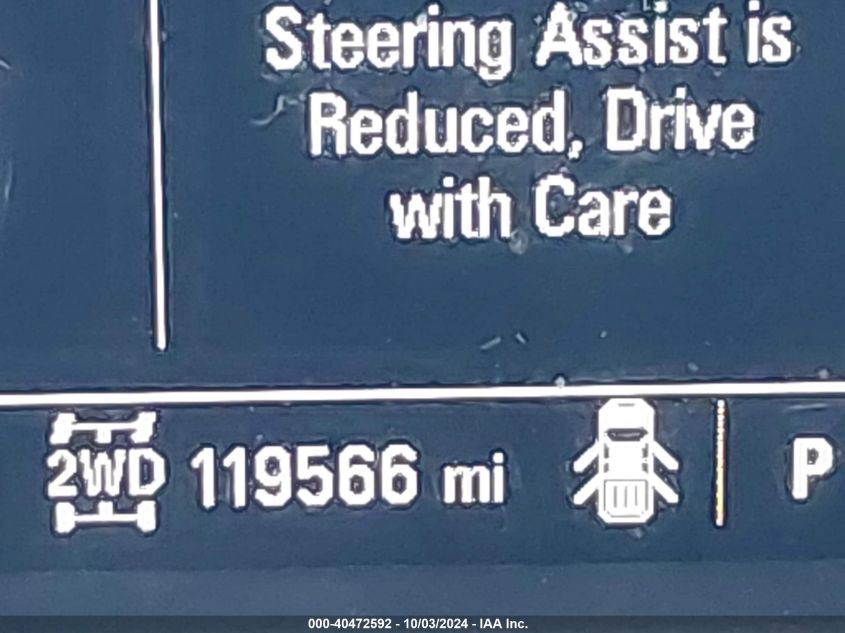 Steering Assist is
Reduced, Drive
with Care
2WD 119566 mi P
000-40472592 - 10/03/2024 - IAA Inc.